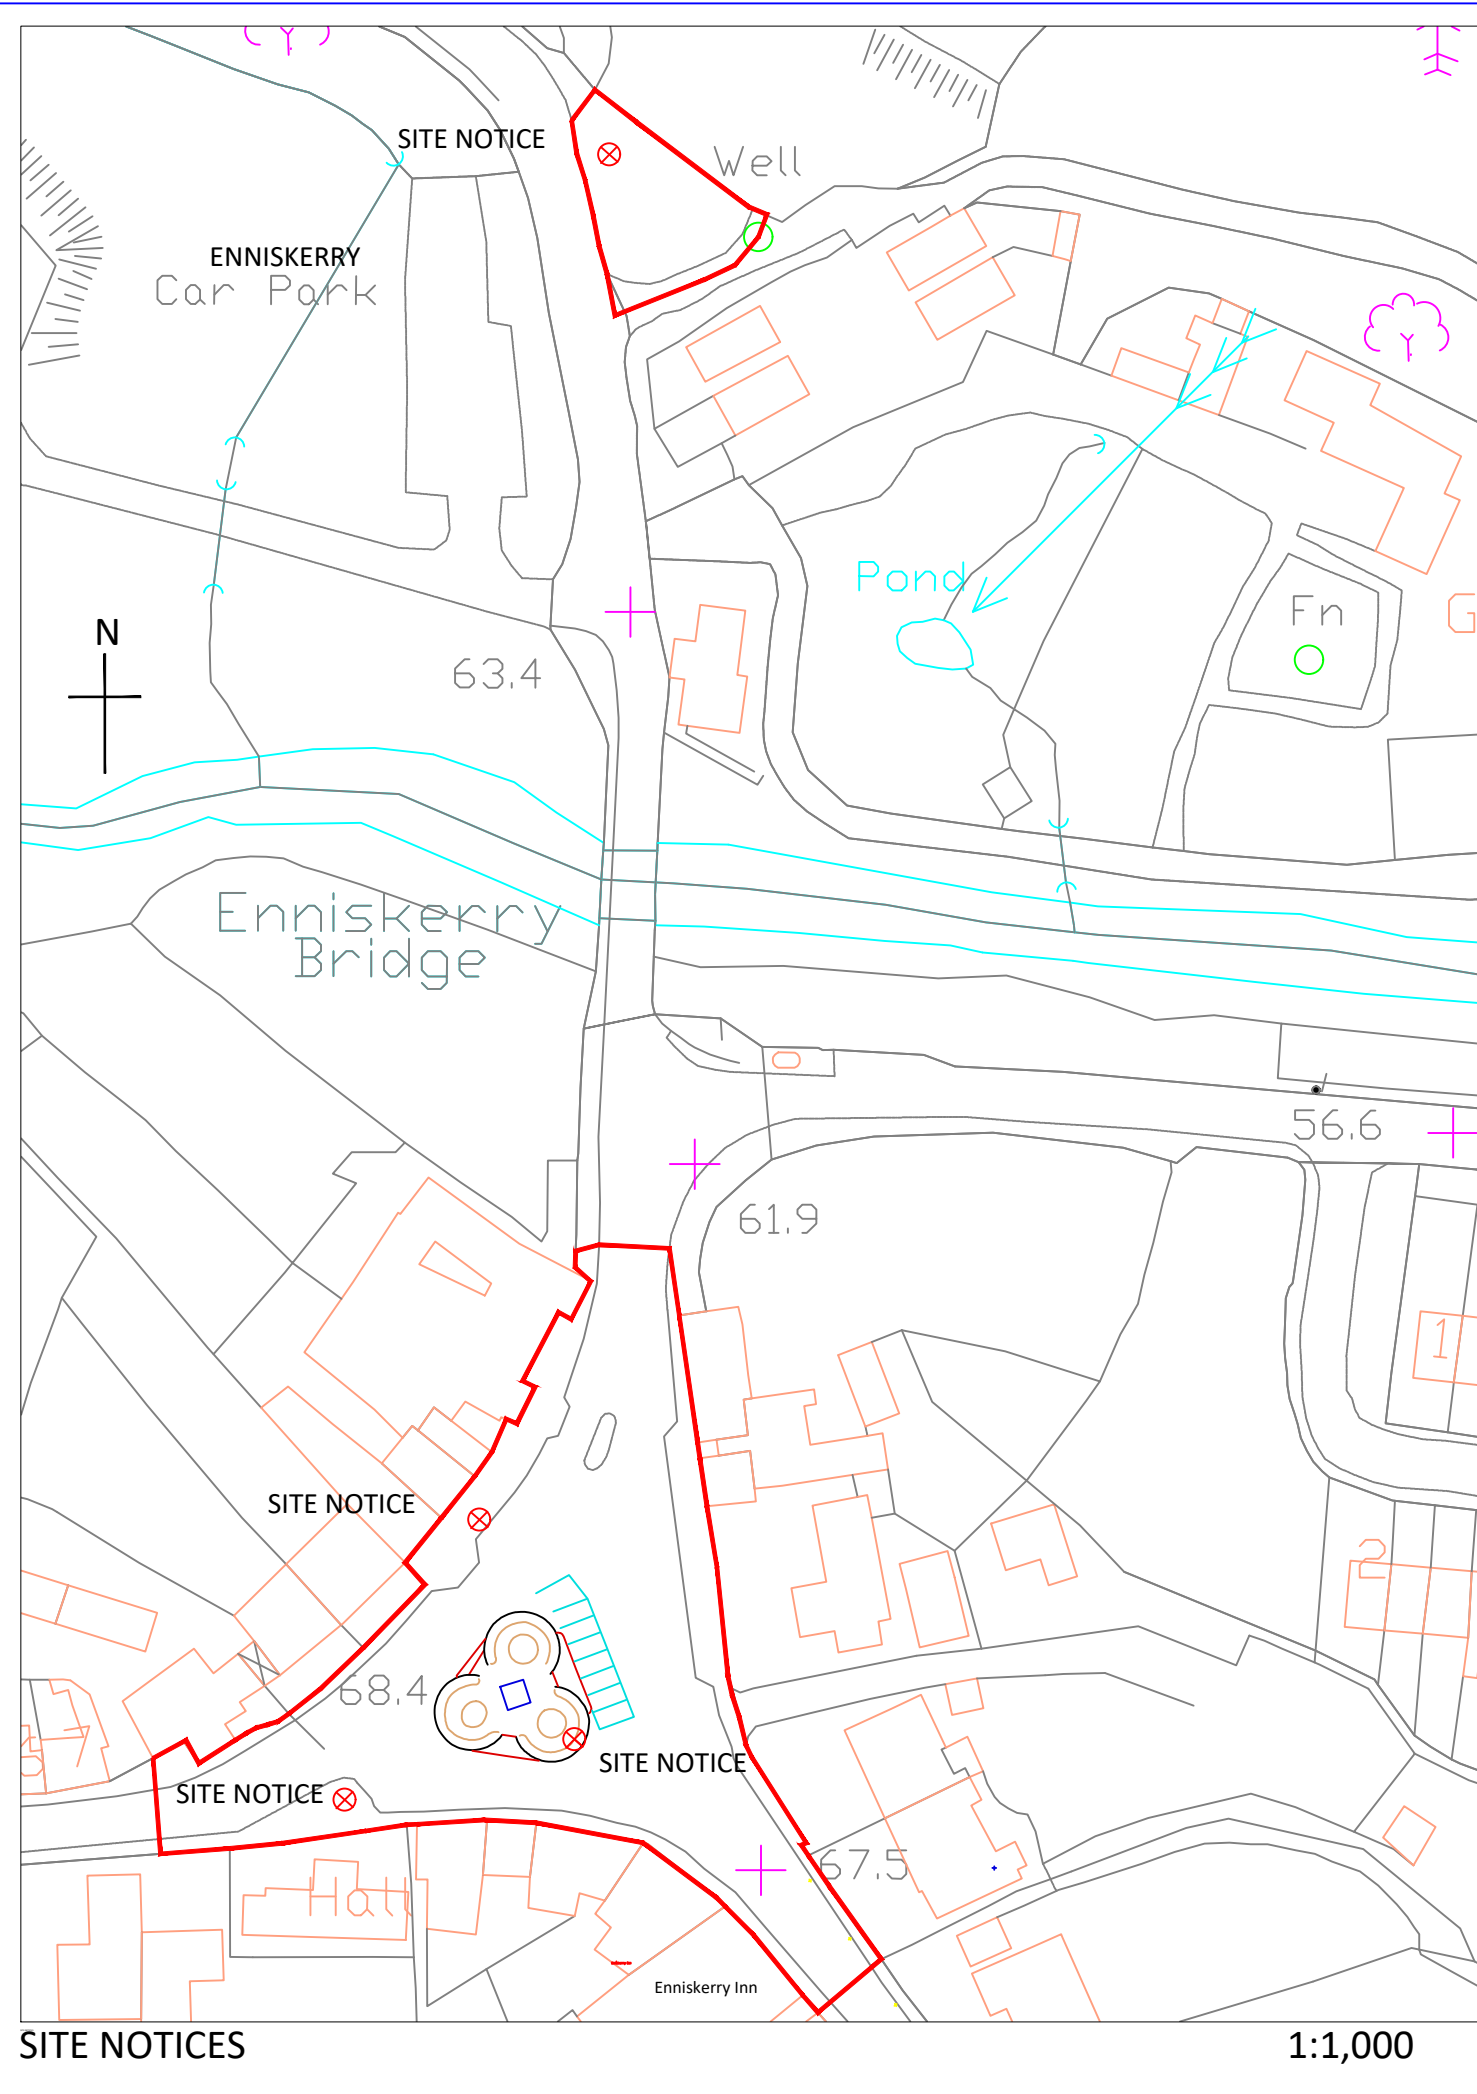 SITE NOTICE
Well
ENNISKERRY
Car Park
Pond
Fn
G
N
63.4
Enniskerry
Bridge
56.6
61.9
1
SITE NOTICE
2
68.4
7
SITE NOTICE
SITE NOTICE
67.5
Hall
Enniskerry Inn
SITE NOTICES
1:1,000